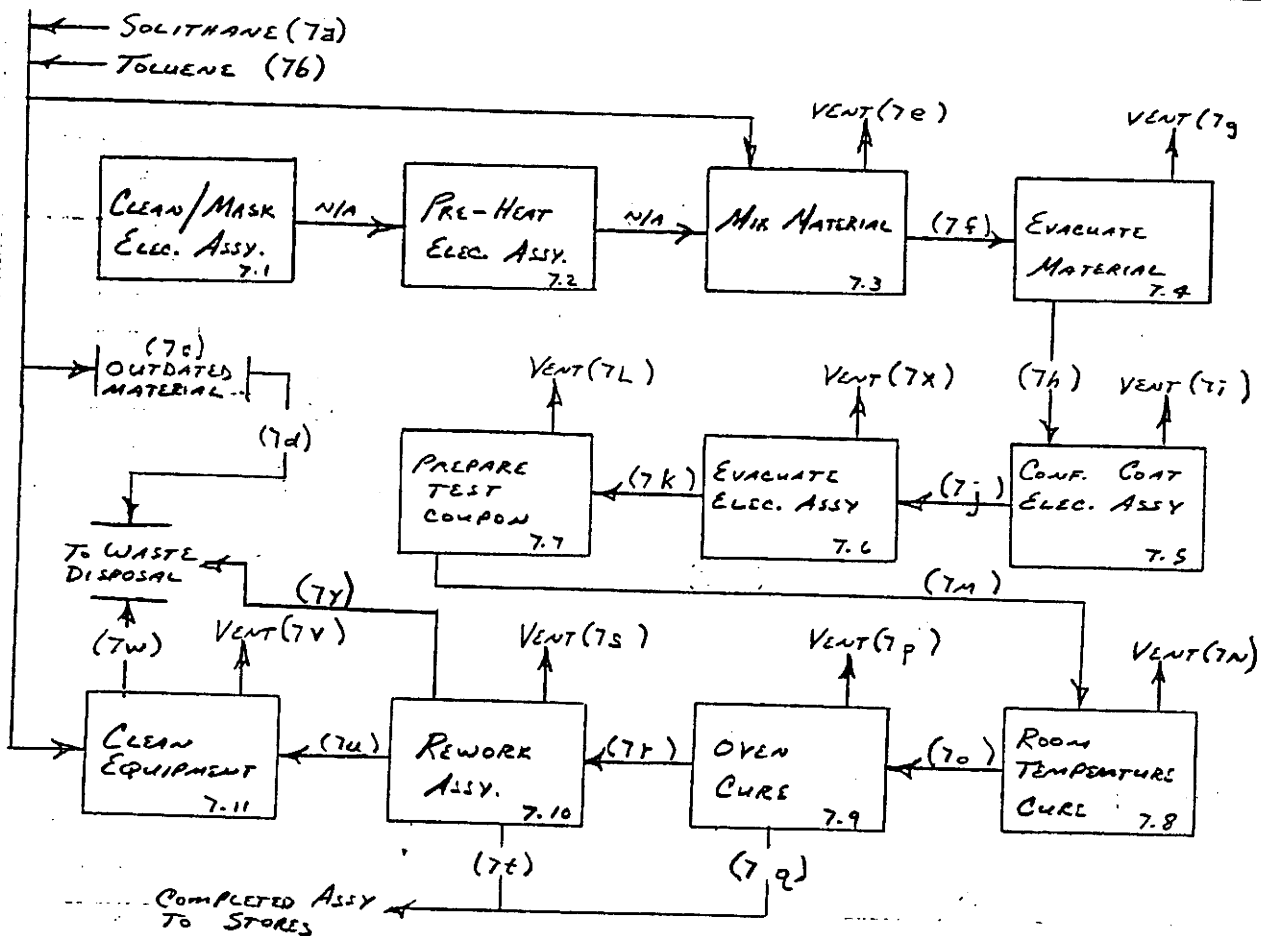 SOLITHANE (7a)
TOLUENE (7b)
VENT (7e)
VENT (7g
CLEAN/MASK
ELEC. ASSY.
7.1
N/A
PRE-HEAT
ELEC. ASSY.
7.2
N/A
MIX MATERIAL
7.3
(7f)
EVACUATE
MATERIAL
7.4
(7c)
OUTDATED
MATERIAL
(7d)
VENT (7L)
VENT (7X)
(7h)
VENT (7i)
PREPARE
TEST
COUPON
7.7
(7k)
EVACUATE
ELEC. ASSY
7.6
(7j)
CONF. COAT
ELEC. ASSY
7.5
TO WASTE
DISPOSAL
(7Y)
(7M)
(7w)
VENT (7V)
VENT (7s)
VENT (7p)
VENT (7N)
CLEAN
EQUIPMENT
7.11
(7u)
REWORK
ASSY.
7.10
(7r)
OVEN
CURE
7.9
(7o)
ROOM
TEMPERATURE
CURE
7.8
(7t)
(7q)
COMPLETED ASSY
TO STORES